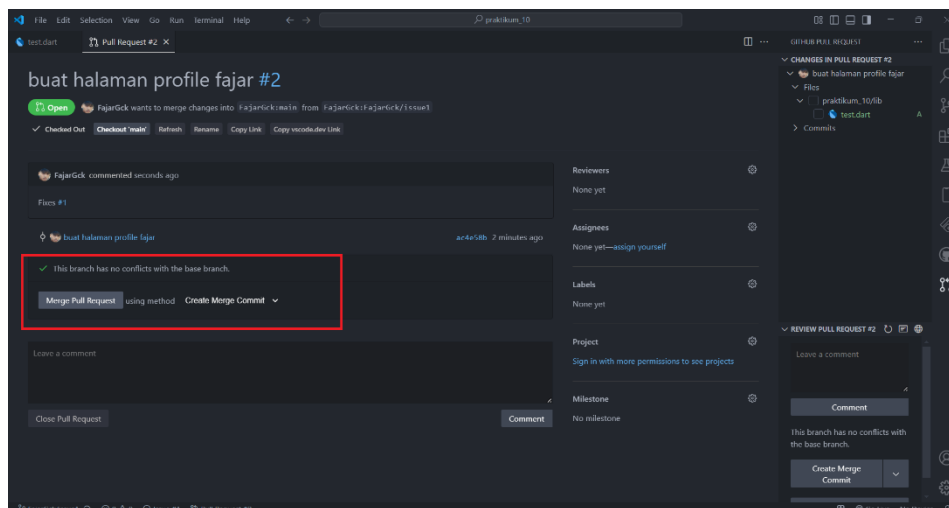 File Edit Selection View Go Run Terminal Help
praktikum_10
test.dart
Pull Request #2
GITHUB PULL REQUEST
CHANGES IN PULL REQUEST #2
buat halaman profile fajar
Files
praktikum_10/lib
test.dart A
Commits
buat halaman profile fajar #2
Open
FajarGck wants to merge changes into FajarGck:main from FajarGck:FajarGck/issue1
Checked Out Checkout 'main' Refresh Rename Copy Link Copy vscode.dev Link
FajarGck commented seconds ago
Fixes #1
buat halaman profile fajar ac4e58b 2 minutes ago
This branch has no conflicts with the base branch.
Merge Pull Request using method Create Merge Commit
Leave a comment
Close Pull Request Comment
Reviewers
None yet
Assignees
None yet—assign yourself
Labels
None yet
Project
Sign in with more permissions to see projects
Milestone
No milestone
REVIEW PULL REQUEST #2
Leave a comment
Comment
This branch has no conflicts with
the base branch.
Create Merge
Commit